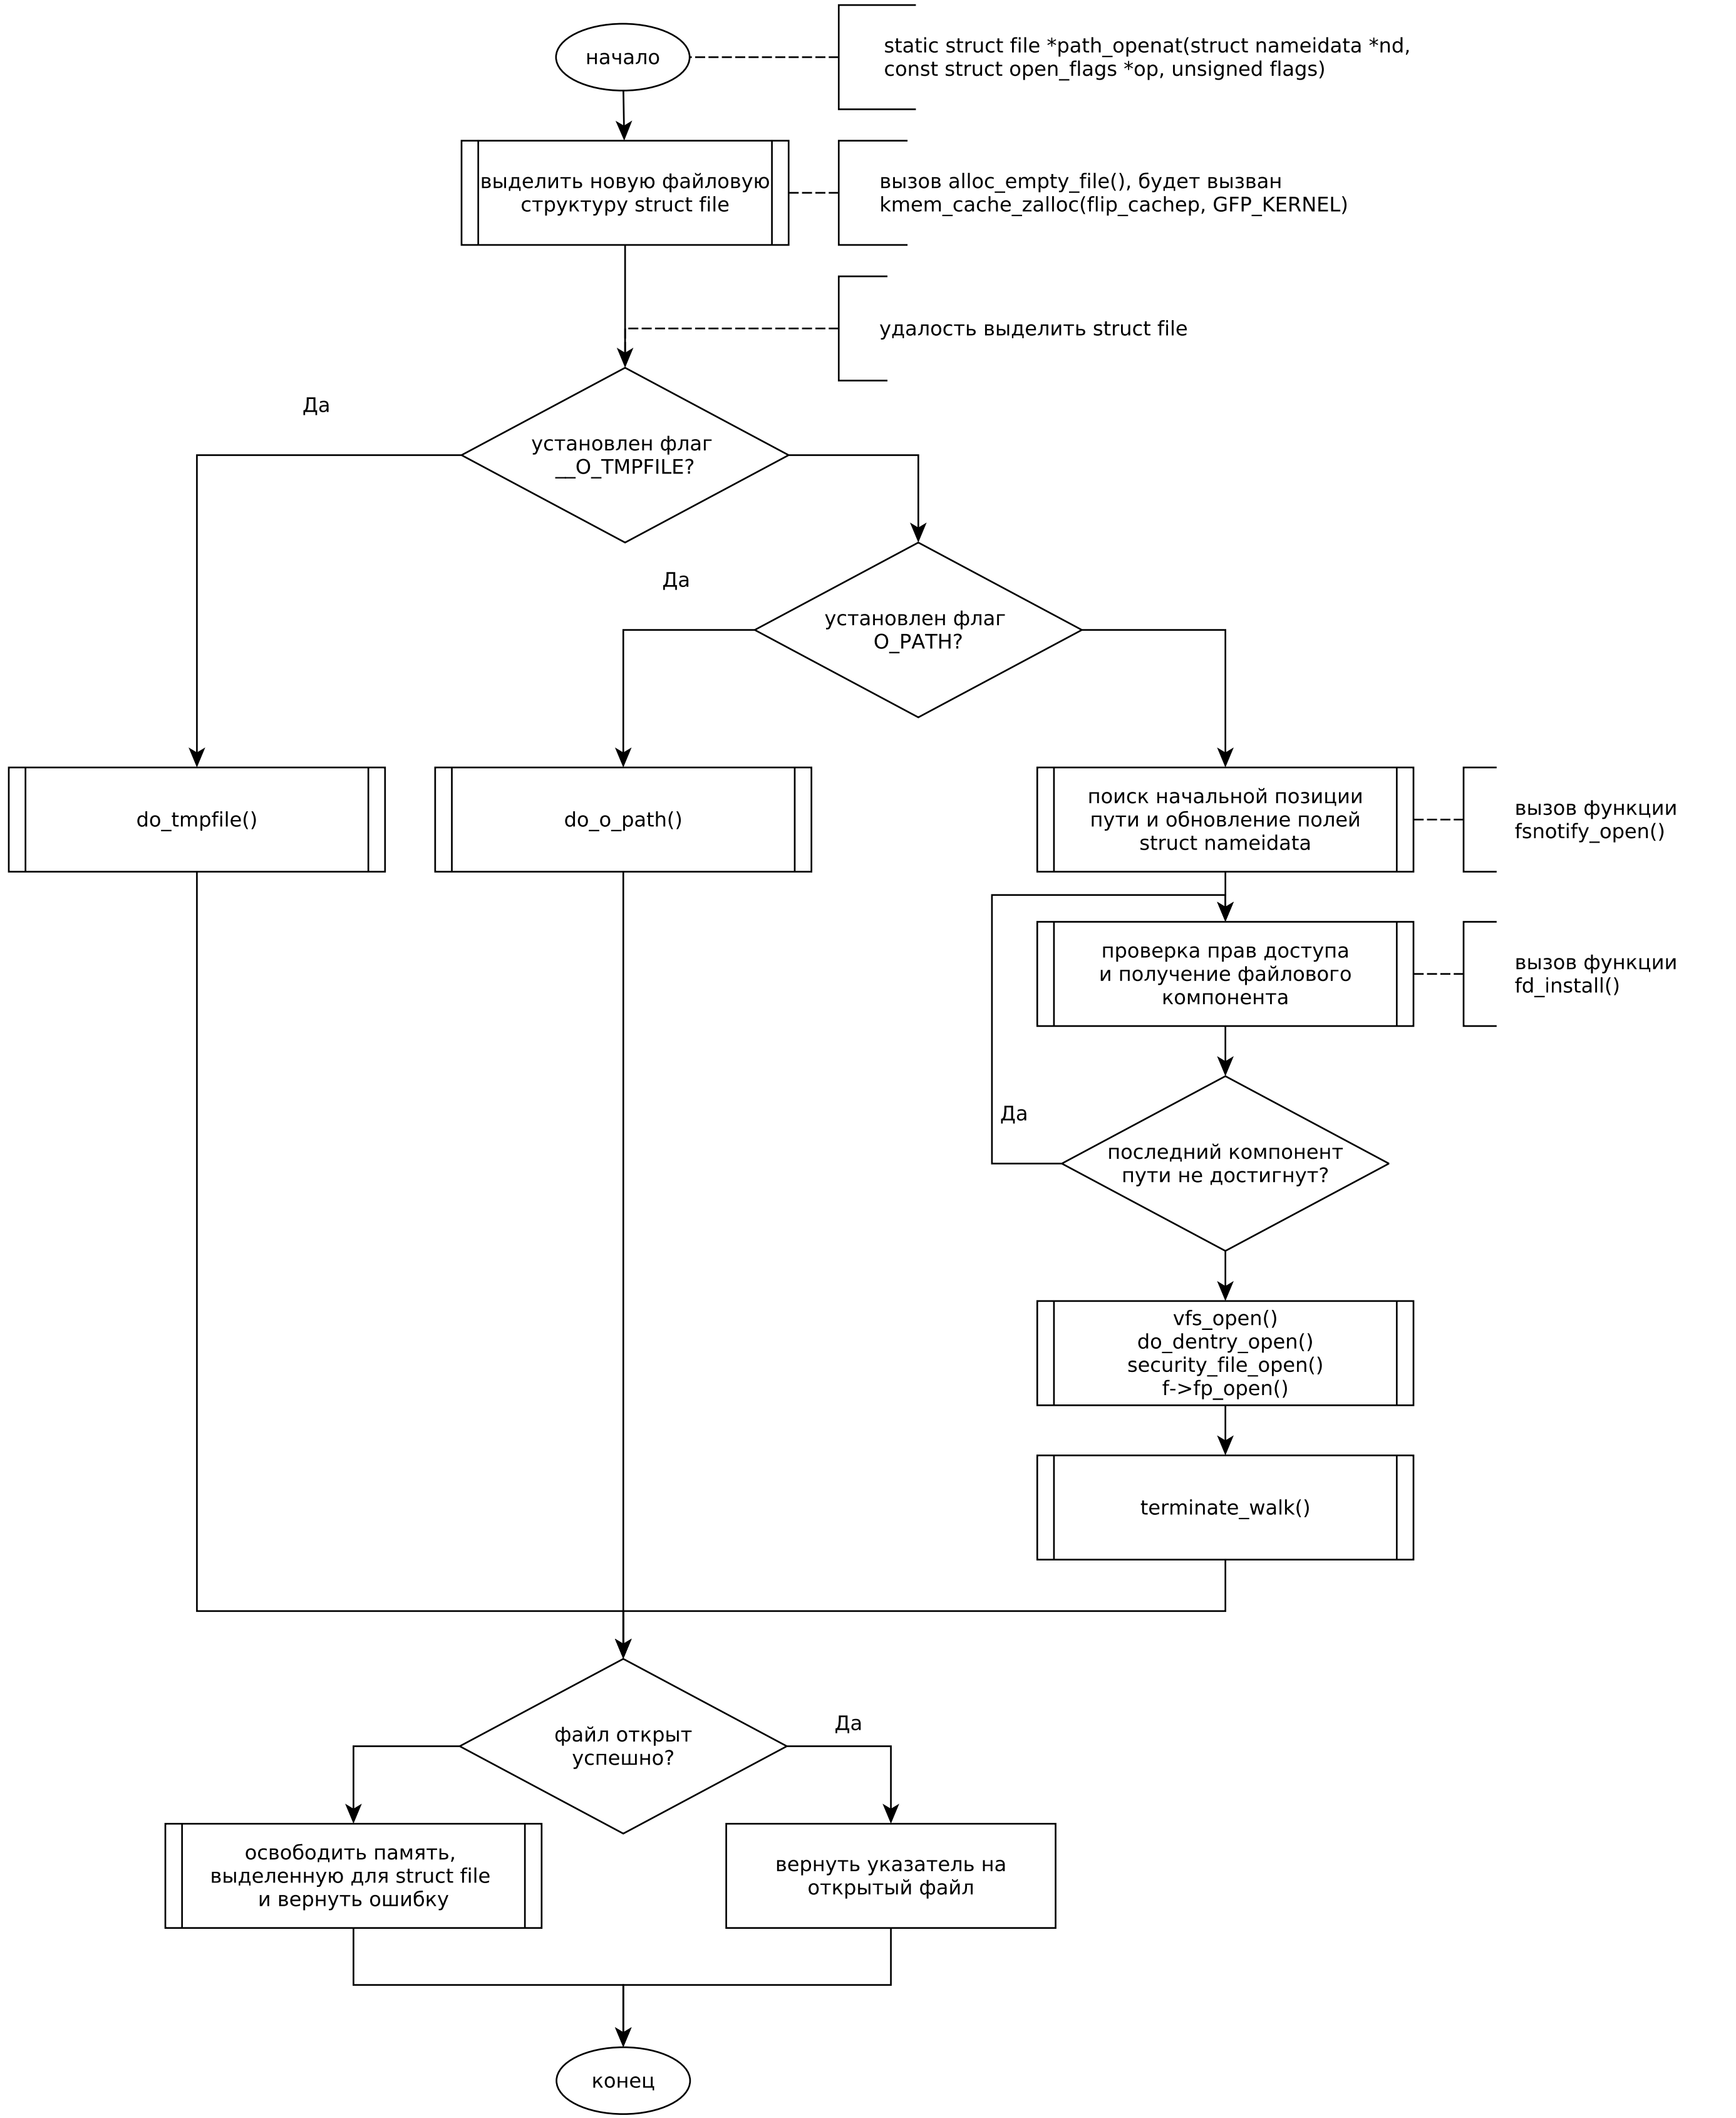 начало
static struct file *path_openat(struct nameidata *nd,
const struct open_flags *op, unsigned flags)
выделить новую файловую
структуру struct file
вызов alloc_empty_file(), будет вызван
kmem_cache_zalloc(flip_cachep, GFP_KERNEL)
удалость выделить struct file
Да
установлен флаг
__O_TMPFILE?
Да
установлен флаг
O_PATH?
do_tmpfile()
do_o_path()
поиск начальной позиции
пути и обновление полей
struct nameidata
вызов функции
fsnotify_open()
проверка прав доступа
и получение файлового
компонента
вызов функции
fd_install()
Да
последний компонент
пути не достигнут?
vfs_open()
do_dentry_open()
security_file_open()
f->fp_open()
terminate_walk()
файл открыт
успешно?
Да
освободить память,
выделенную для struct file
и вернуть ошибку
вернуть указатель на
открытый файл
конец